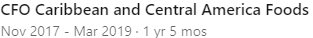 CFO Caribbean and Central America Foods
Nov 2017 - Mar 2019 · 1 yr 5 mos